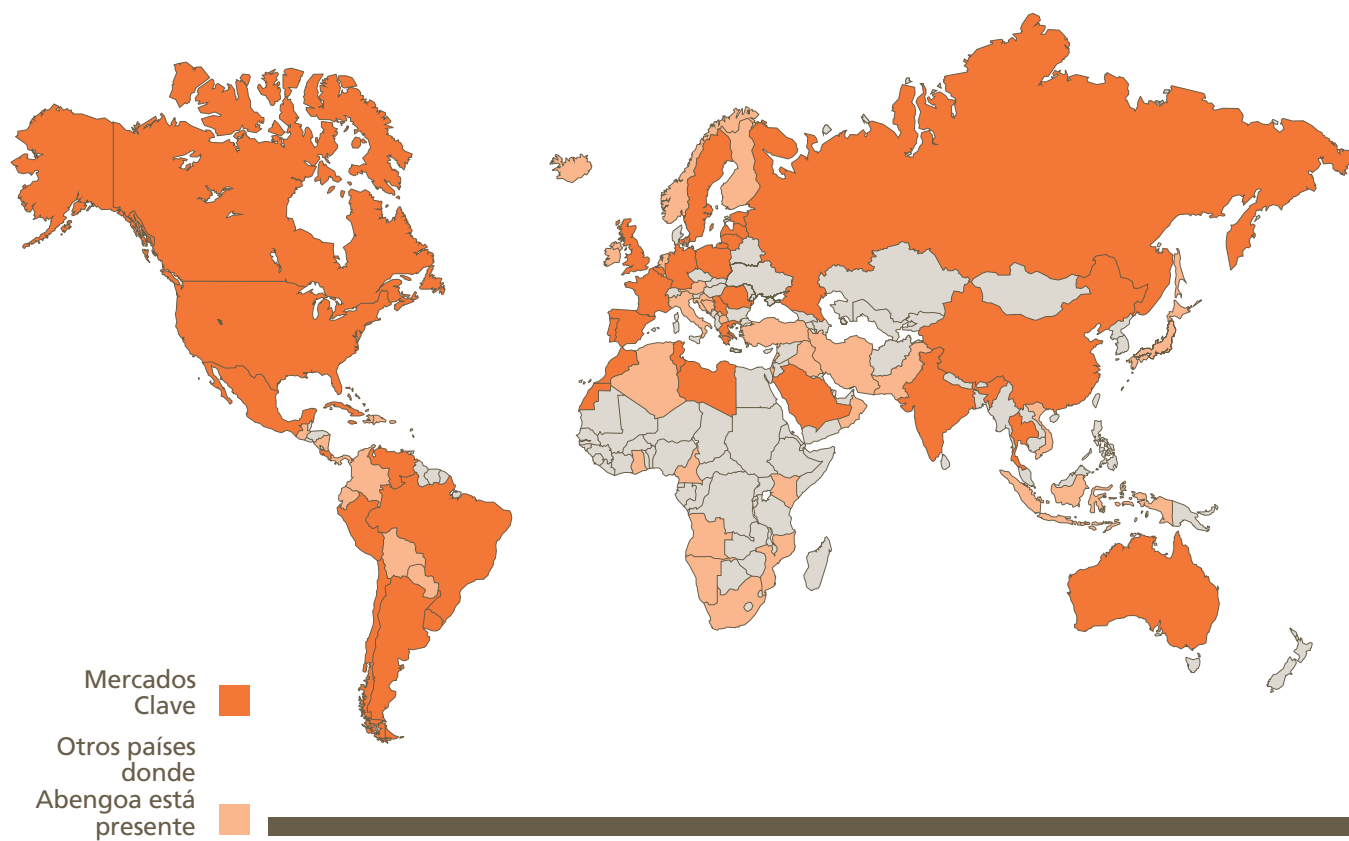 Mercados
Clave
Otros países
donde
Abengoa está
presente